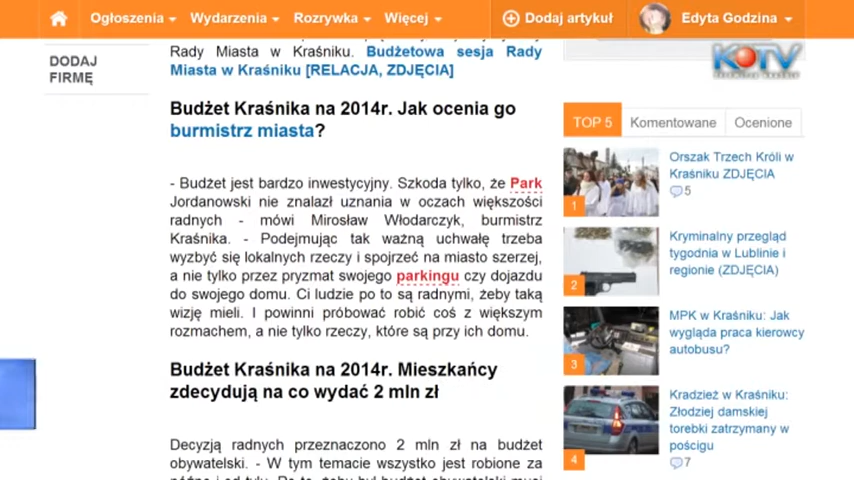 Ogłoszenia
Wydarzenia
Rozrywka
Więcej
Dodaj artykuł
Edyta Godzina
DODAJ
FIRMĘ
Rady Miasta w Kraśniku. Budżetowa sesja Rady
Miasta w Kraśniku [RELACJA, ZDJĘCIA]
Budżet Kraśnika na 2014r. Jak ocenia go
burmistrz miasta?
- Budżet jest bardzo inwestycyjny. Szkoda tylko, że Park
Jordanowski nie znalazł uznania w oczach większości
radnych - mówi Mirosław Włodarczyk, burmistrz
Kraśnika. - Podejmując tak ważną uchwałę trzeba
wyzbyć się lokalnych rzeczy i spojrzeć na miasto szerzej,
a nie tylko przez pryzmat swojego parkingu czy dojazdu
do swojego domu. Ci ludzie po to są radnymi, żeby taką
wizję mieli. I powinni próbować robić coś z większym
rozmachem, a nie tylko rzeczy, które są przy ich domu.
Budżet Kraśnika na 2014r. Mieszkańcy
zdecydują na co wydać 2 mln zł
Decyzją radnych przeznaczono 2 mln zł na budżet
obywatelski. - W tym temacie wszystko jest robione za
KOTV
TOP 5
Komentowane
Ocenione
1
Orszak Trzech Króli w
Kraśniku ZDJĘCIA
5
2
Kryminalny przegląd
tygodnia w Lublinie i
regionie (ZDJĘCIA)
3
MPK w Kraśniku: Jak
wygląda praca kierowcy
autobusu?
4
Kradzież w Kraśniku:
Złodziej damskiej
torebki zatrzymany w
pościgu
7